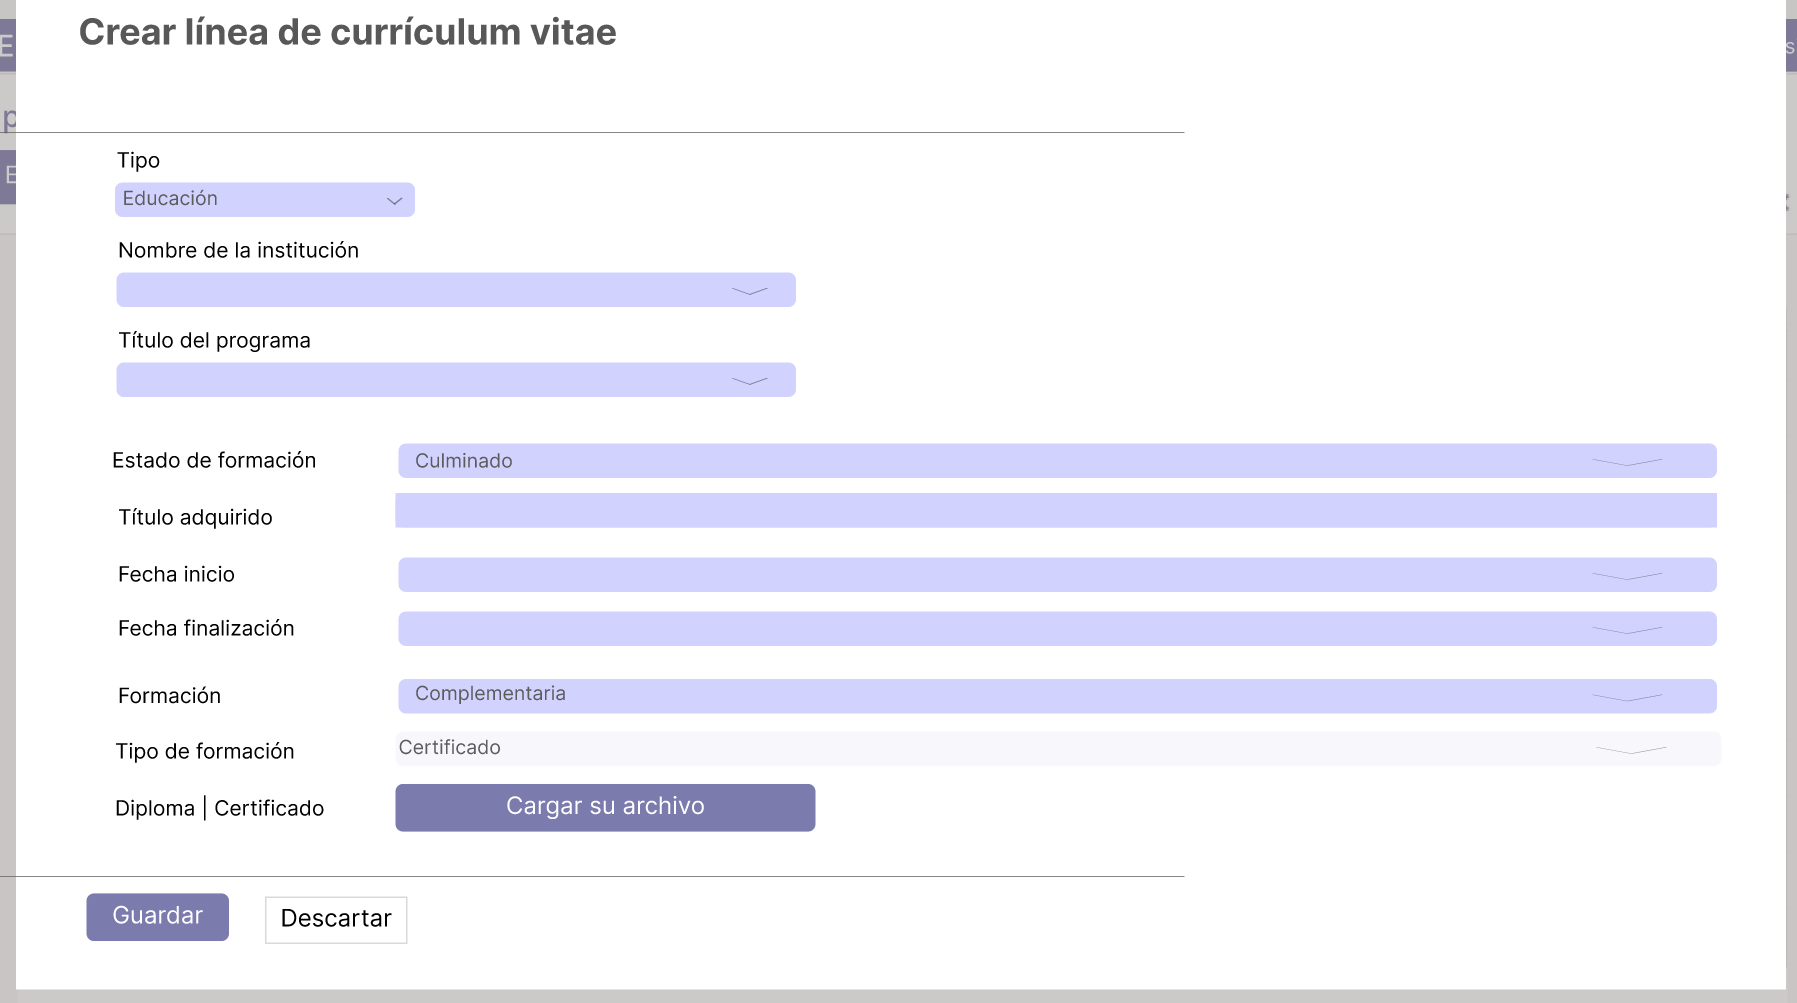 Crear línea de currículum vitae
Tipo
Educación
Nombre de la institución
Título del programa
Estado de formación
Culminado
Título adquirido
Fecha inicio
Fecha finalización
Formación
Complementaria
Tipo de formación
Certificado
Diploma | Certificado
Cargar su archivo
Guardar
Descartar